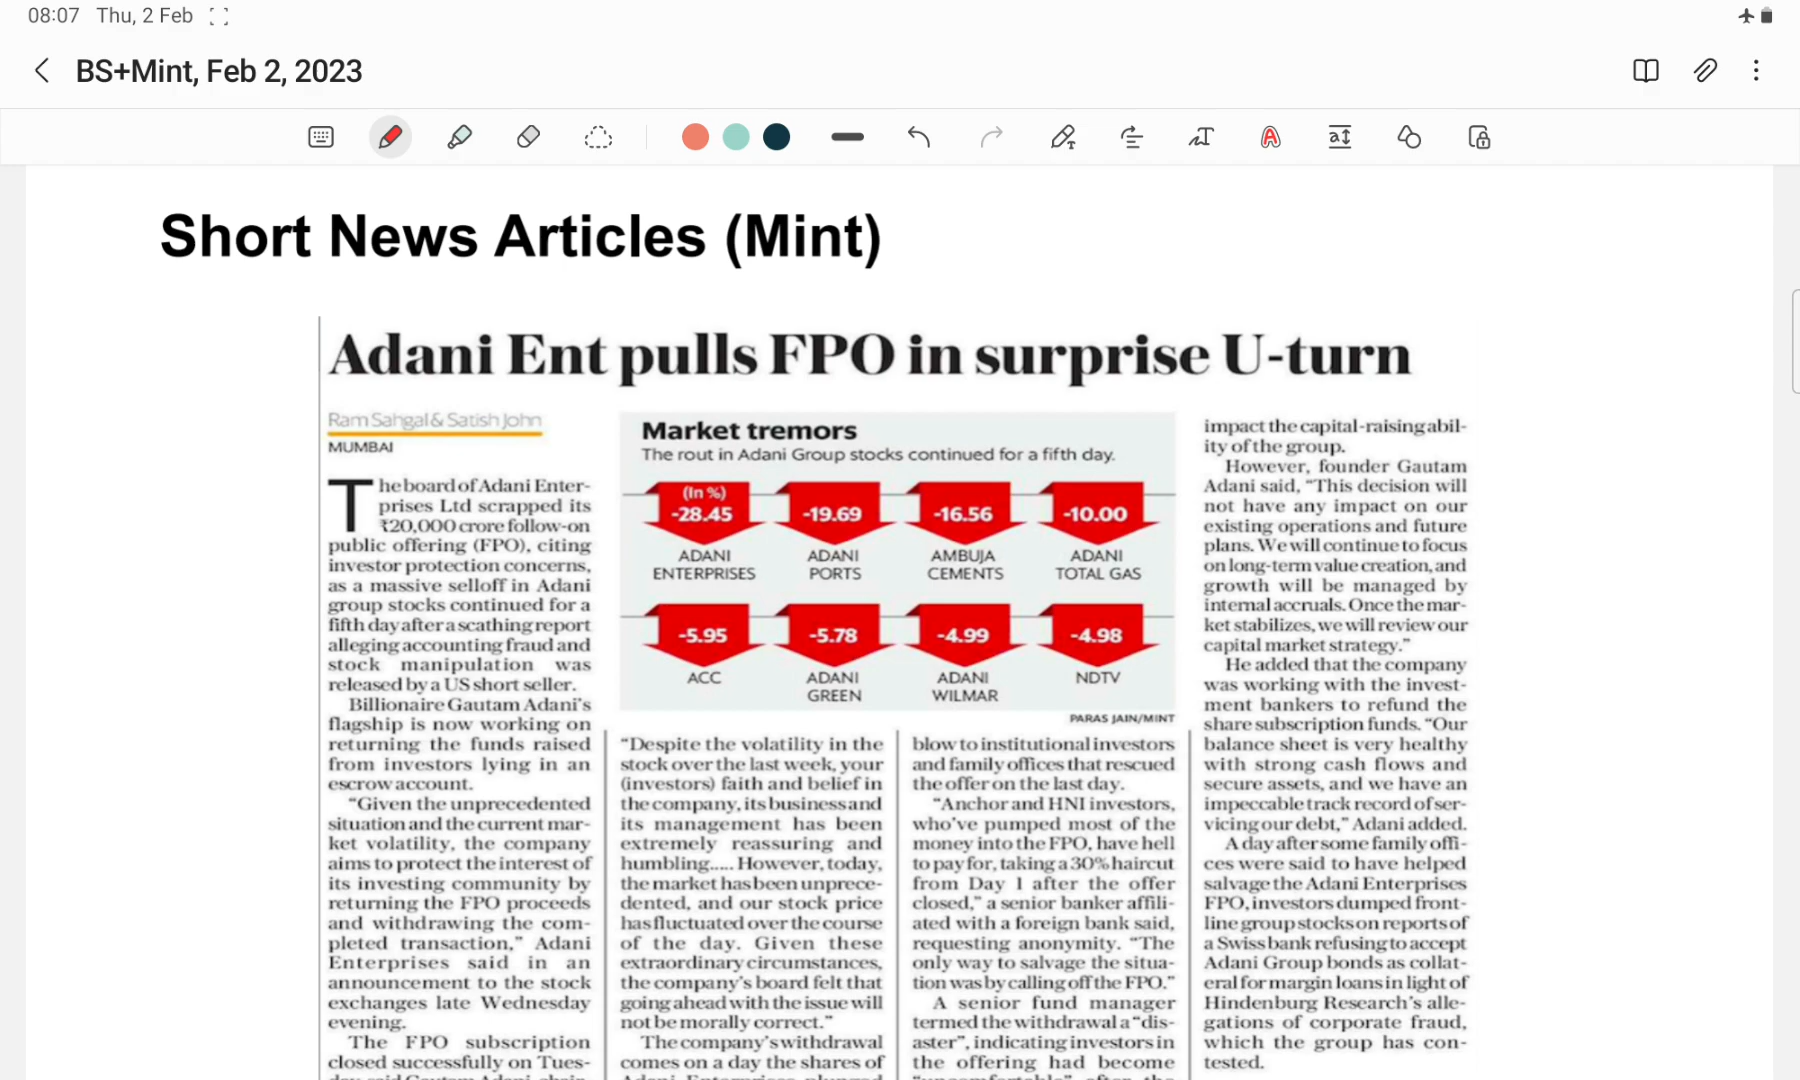 08:07 Thu, 2 Feb
BS+Mint, Feb 2, 2023
Short News Articles (Mint)
Adani Ent pulls FPO in surprise U-turn
Ram Sahgal & Satish John
MUMBAI
The board of Adani Enter-
prises Ltd scrapped its
₹20,000 crore follow-on
public offering (FPO), citing
investor protection concerns,
as a massive selloff in Adani
group stocks continued for a
fifth day after a scathing report
alleging accounting fraud and
stock manipulation was
released by a US short seller.
Billionaire Gautam Adani's
flagship is now working on
returning the funds raised
from investors lying in an
escrow account.
"Given the unprecedented
situation and the current mar-
ket volatility, the company
aims to protect the interest of
its investing community by
returning the FPO proceeds
and withdrawing the com-
pleted transaction," Adani
Enterprises said in an
announcement to the stock
exchanges late Wednesday
evening.
The FPO subscription
closed successfully on Tues-
Market tremors
The rout in Adani Group stocks continued for a fifth day.
(In %)
-28.45 -19.69 -16.56 -10.00
ADANI ADANI AMBUJA ADANI
ENTERPRISES PORTS CEMENTS TOTAL GAS
-5.95 -5.78 -4.99 -4.98
ACC ADANI ADANI NDTV
GREEN WILMAR
PARAS JAIN/MINT
"Despite the volatility in the
stock over the last week, your
(investors) faith and belief in
the company, its business and
its management has been
extremely reassuring and
humbling..... However, today,
the market has been unprece-
dented, and our stock price
has fluctuated over the course
of the day. Given these
extraordinary circumstances,
the company's board felt that
going ahead with the issue will
not be morally correct."
The company's withdrawal
comes on a day the shares of
blow to institutional investors
and family offices that rescued
the offer on the last day.
"Anchor and HNI investors,
who've pumped most of the
money into the FPO, have hell
to pay for, taking a 30% haircut
from Day 1 after the offer
closed," a senior banker affili-
ated with a foreign bank said,
requesting anonymity. "The
only way to salvage the situa-
tion was by calling off the FPO."
A senior fund manager
termed the withdrawal a "dis-
aster", indicating investors in
the offering had become
impact the capital-raising abil-
ity of the group.
However, founder Gautam
Adani said, "This decision will
not have any impact on our
existing operations and future
plans. We will continue to focus
on long-term value creation, and
growth will be managed by
internal accruals. Once the mar-
ket stabilizes, we will review our
capital market strategy."
He added that the company
was working with the invest-
ment bankers to refund the
share subscription funds. "Our
balance sheet is very healthy
with strong cash flows and
secure assets, and we have an
impeccable track record of ser-
vicing our debt," Adani added.
A day after some family offi-
ces were said to have helped
salvage the Adani Enterprises
FPO, investors dumped front-
line group stocks on reports of
a Swiss bank refusing to accept
Adani Group bonds as collat-
eral for margin loans in light of
Hindenburg Research's alle-
gations of corporate fraud,
which the group has con-
tested.